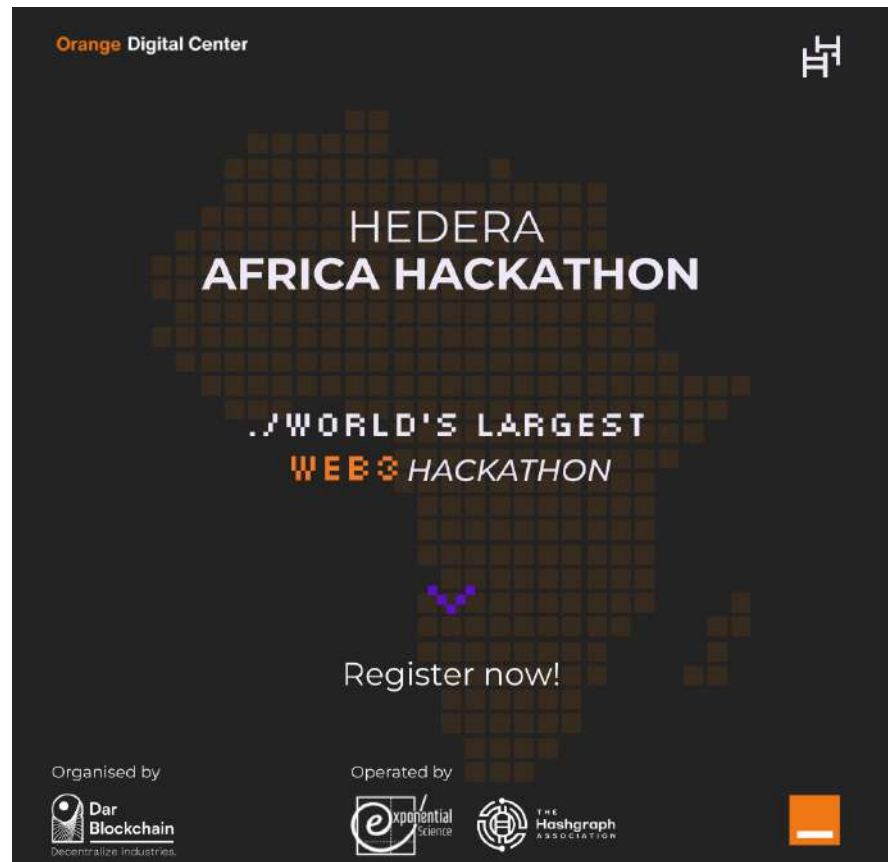 Orange Digital Center
HEDERA
AFRICA HACKATHON
./WORLD'S LARGEST
WEB3 HACKATHON
Register now!
Organised by
Operated by
Dar
Blockchain
Decentralize industries.
exponential
Science
THE
Hashgraph
ASSOCIATION